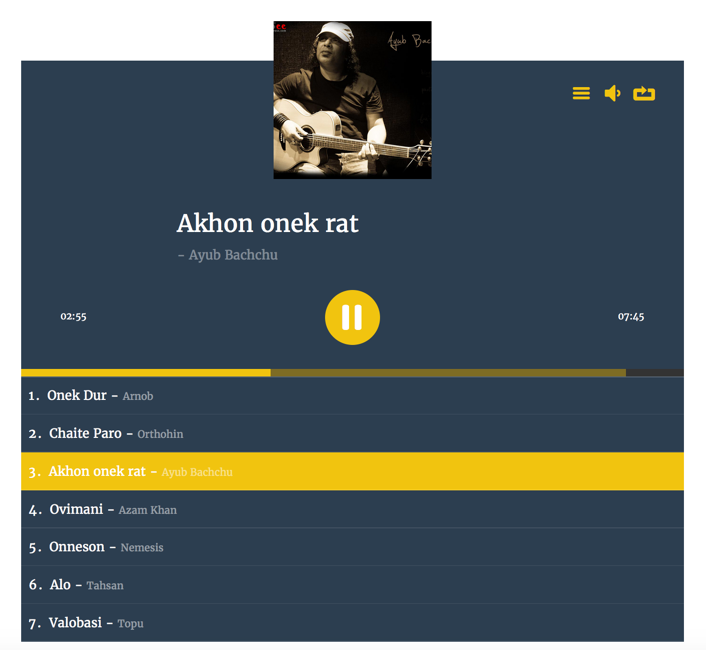 Ayub Bac
Akhon onek rat
- Ayub Bachchu
02:55
07:45
1. Onek Dur - Arnob
2. Chaite Paro - Orthohin
3. Akhon onek rat - Ayub Bachchu
4. Ovimani - Azam Khan
5. Onneson - Nemesis
6. Alo - Tahsan
7. Valobasi - Topu